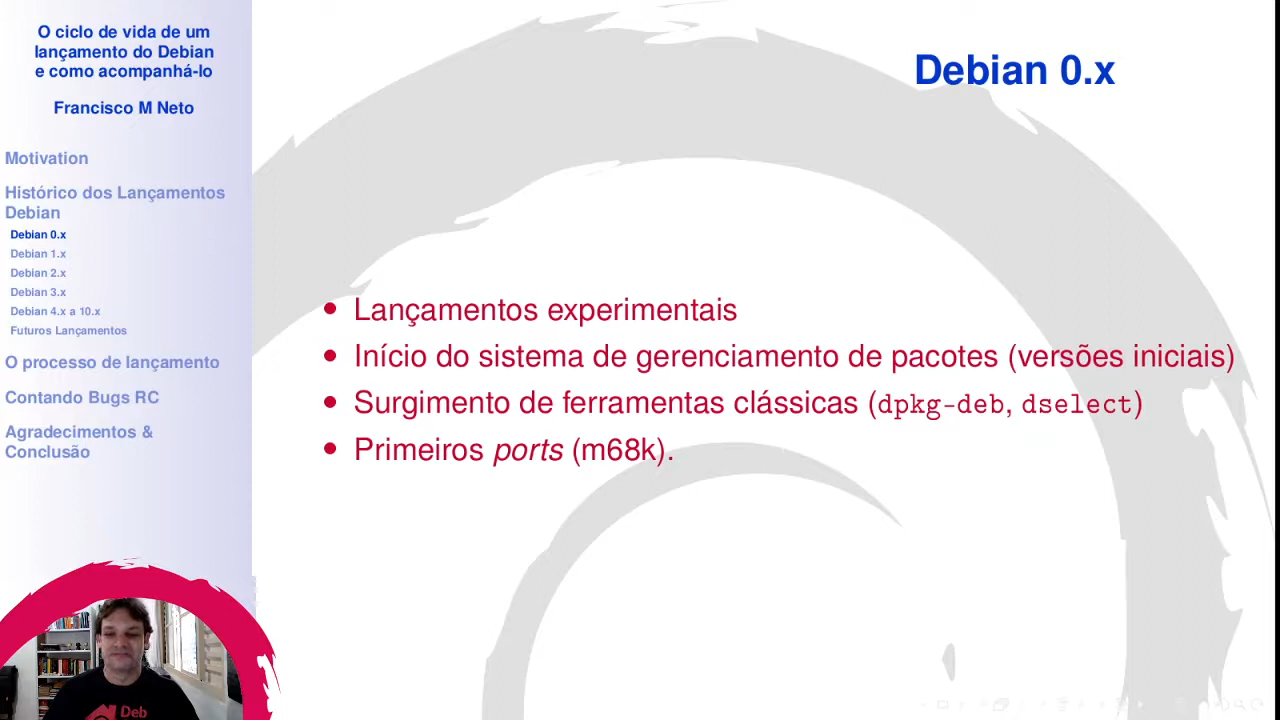 O ciclo de vida de um
lançamento do Debian
e como acompanhá-lo
Francisco M Neto
Motivation
Histórico dos Lançamentos
Debian
Debian 0.x
Debian 1.x
Debian 2.x
Debian 3.x
Debian 4.x a 10.x
Futuros Lançamentos
O processo de lançamento
Contando Bugs RC
Agradecimentos &
Conclusão
Debian 0.x
• Lançamentos experimentais
• Início do sistema de gerenciamento de pacotes (versões iniciais)
• Surgimento de ferramentas clássicas (dpkg-deb, dselect)
• Primeiros ports (m68k).
Deb